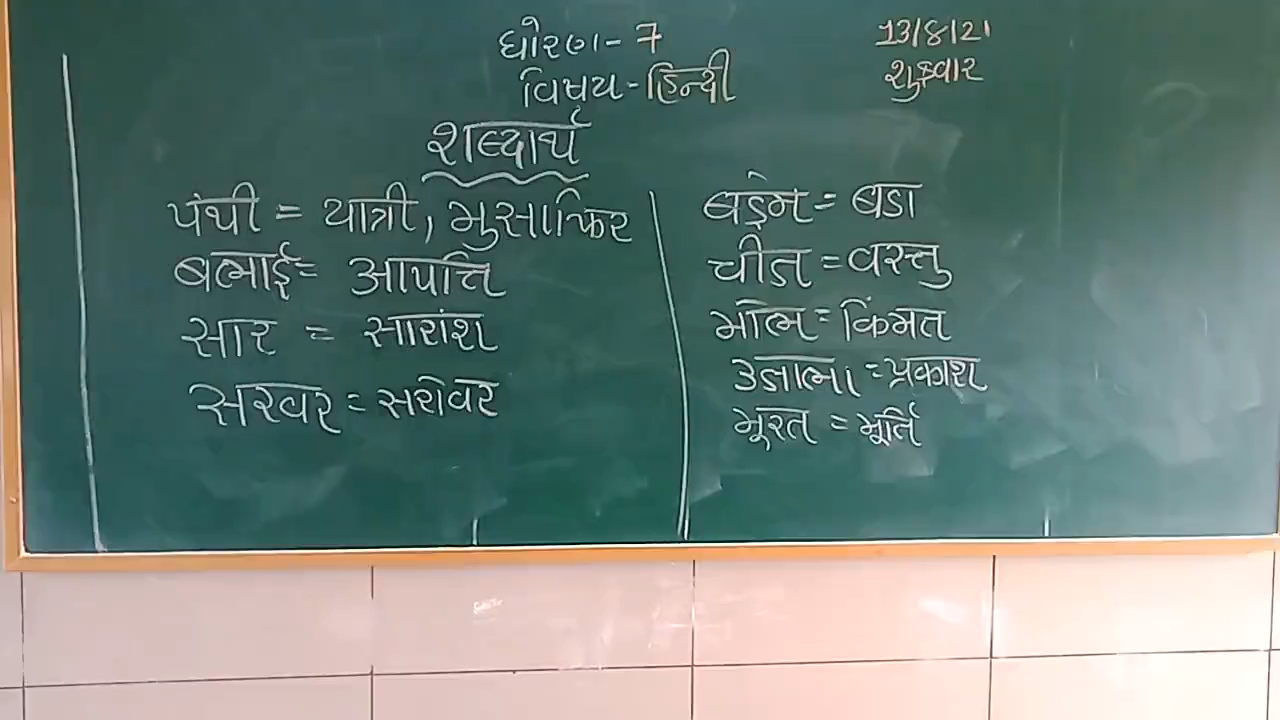 धोरण - 7
विषय - हिन्दी
13/8/21
शुक्रवार
शब्दार्थ
पंथी = यात्री, मुसाफिर
बलाई = आपत्ति
सार = सारांश
सरवर = सरोवर
बड़ेन = बडा
चीज = वस्तु
मोल = किंमत
उजाला = प्रकाश
मूरत = मूर्ति